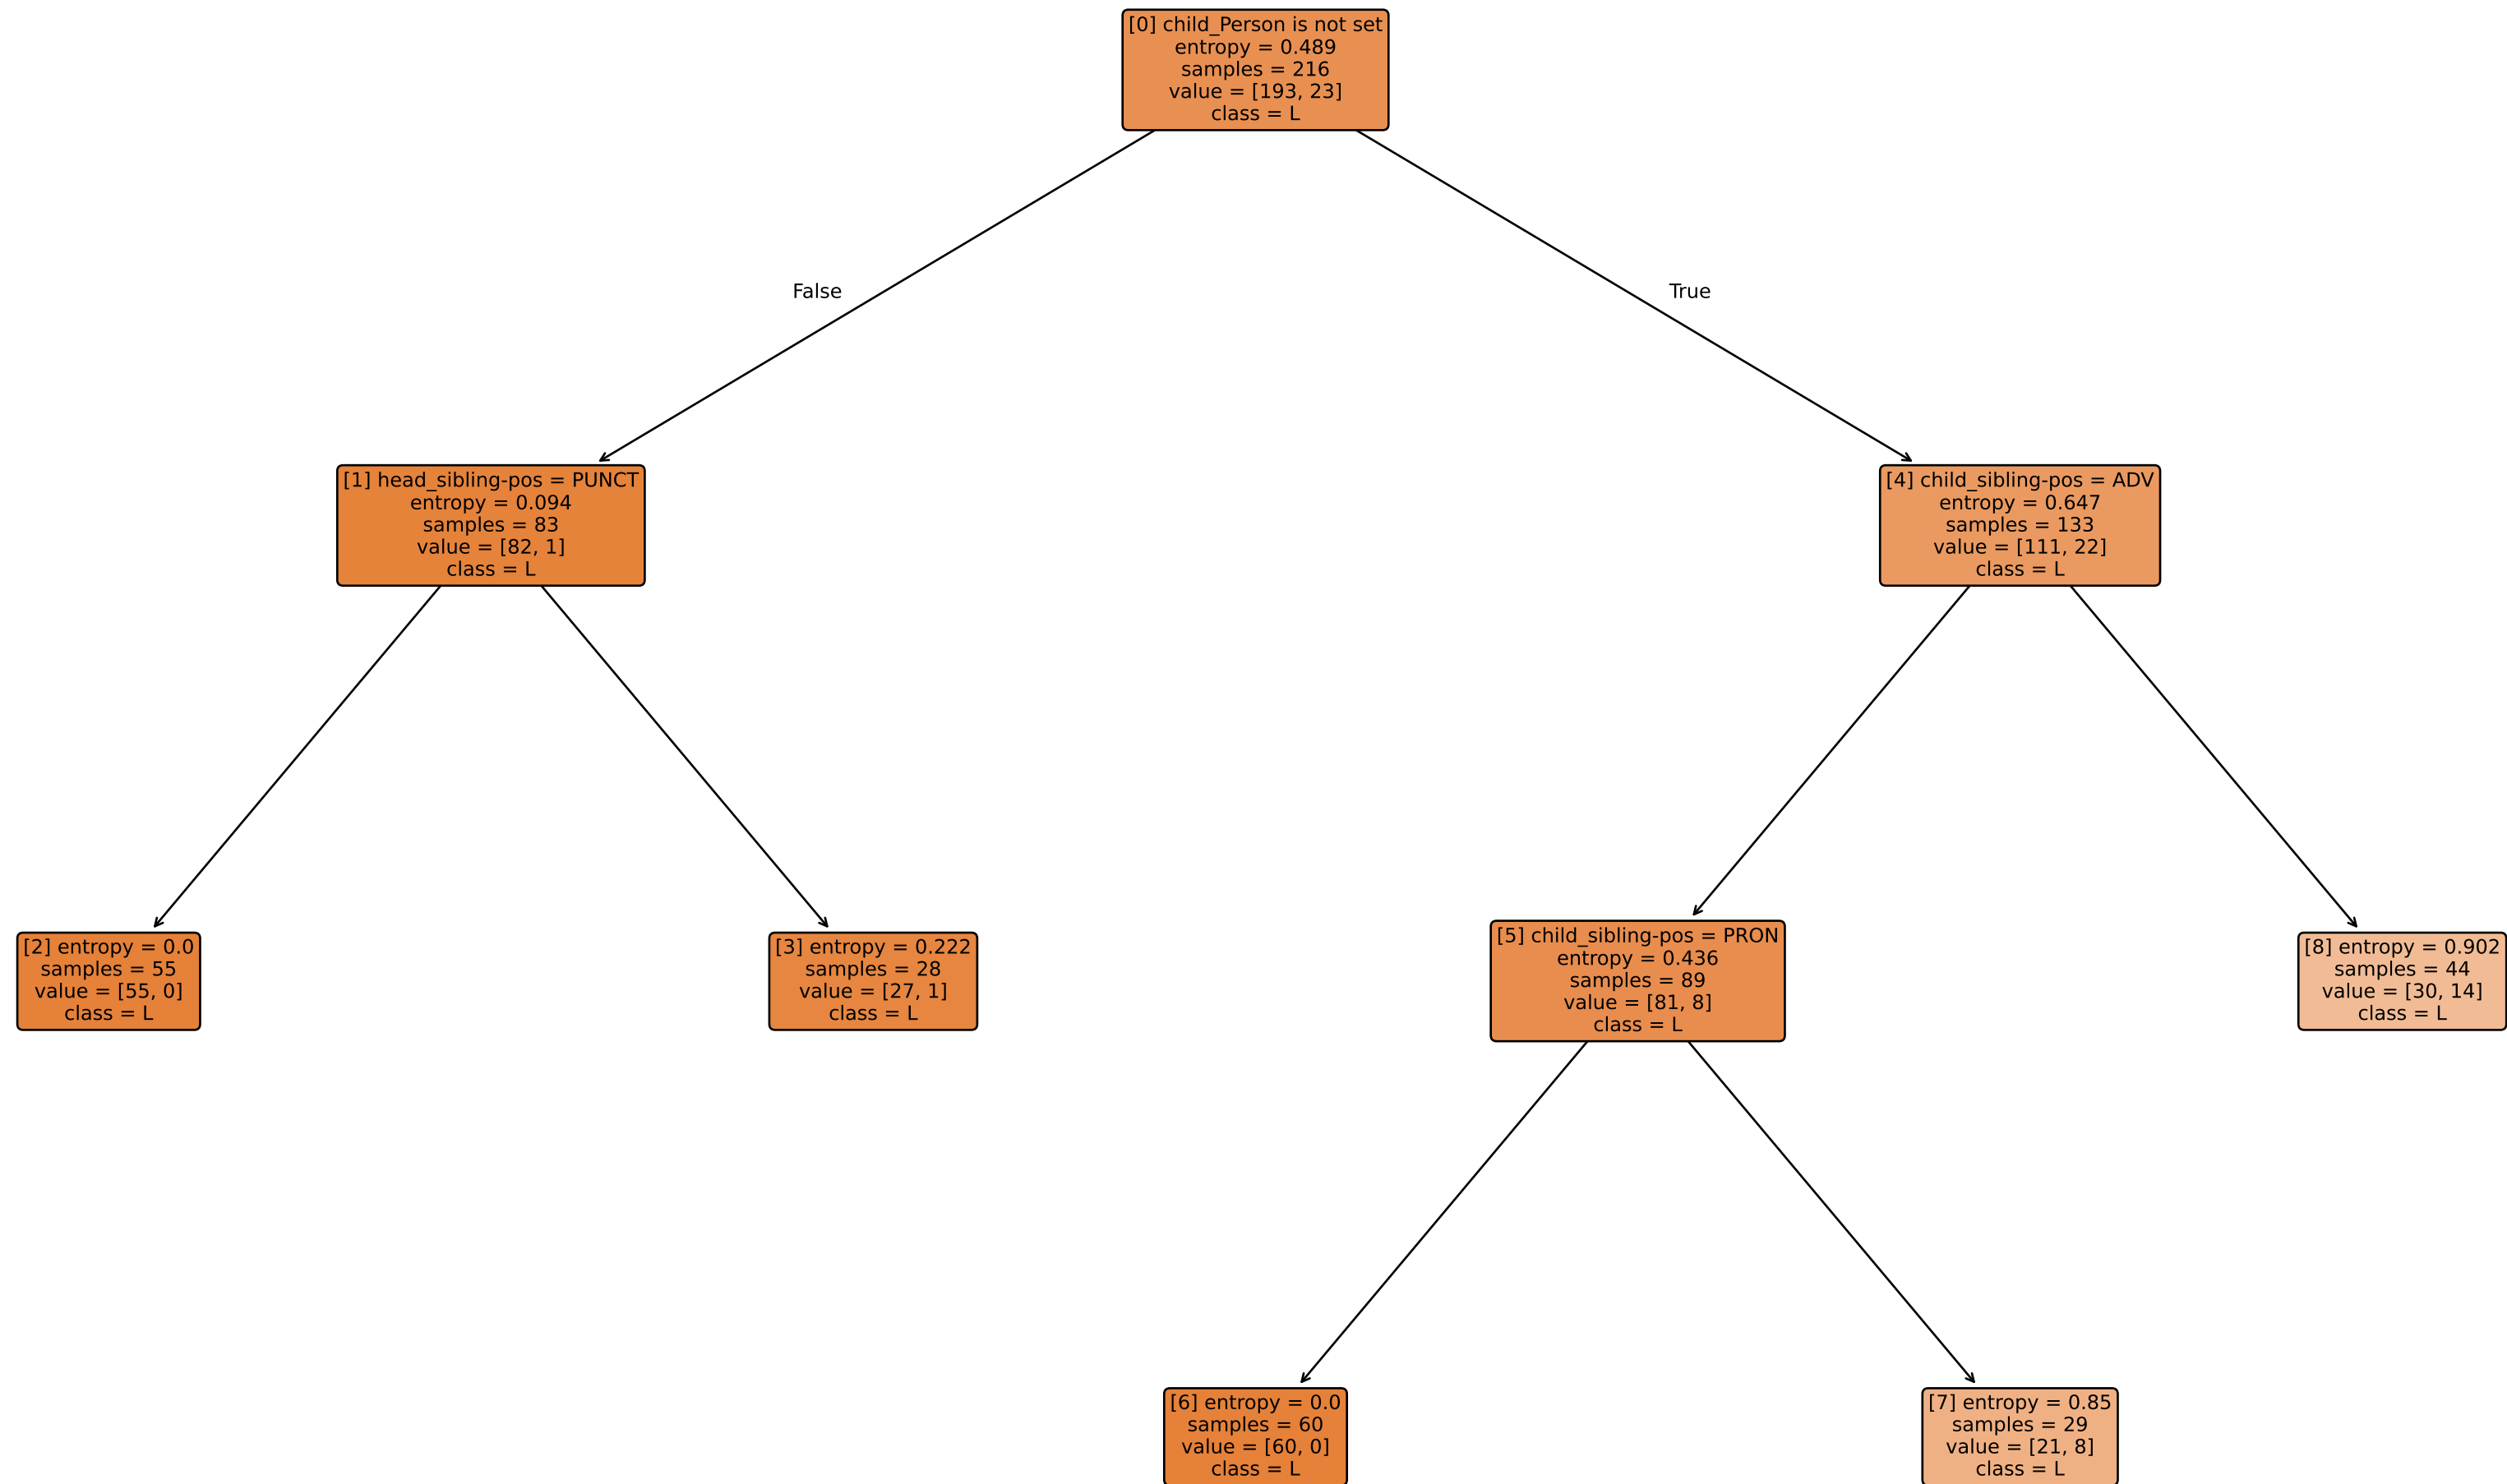 [0] child_Person is not set
entropy = 0.489
samples = 216
value = [193, 23]
class = L
False
True
[1] head_sibling-pos = PUNCT
entropy = 0.094
samples = 83
value = [82, 1]
class = L
[4] child_sibling-pos = ADV
entropy = 0.647
samples = 133
value = [111, 22]
class = L
[2] entropy = 0.0
samples = 55
value = [55, 0]
class = L
[3] entropy = 0.222
samples = 28
value = [27, 1]
class = L
[5] child_sibling-pos = PRON
entropy = 0.436
samples = 89
value = [81, 8]
class = L
[8] entropy = 0.902
samples = 44
value = [30, 14]
class = L
[6] entropy = 0.0
samples = 60
value = [60, 0]
class = L
[7] entropy = 0.85
samples = 29
value = [21, 8]
class = L